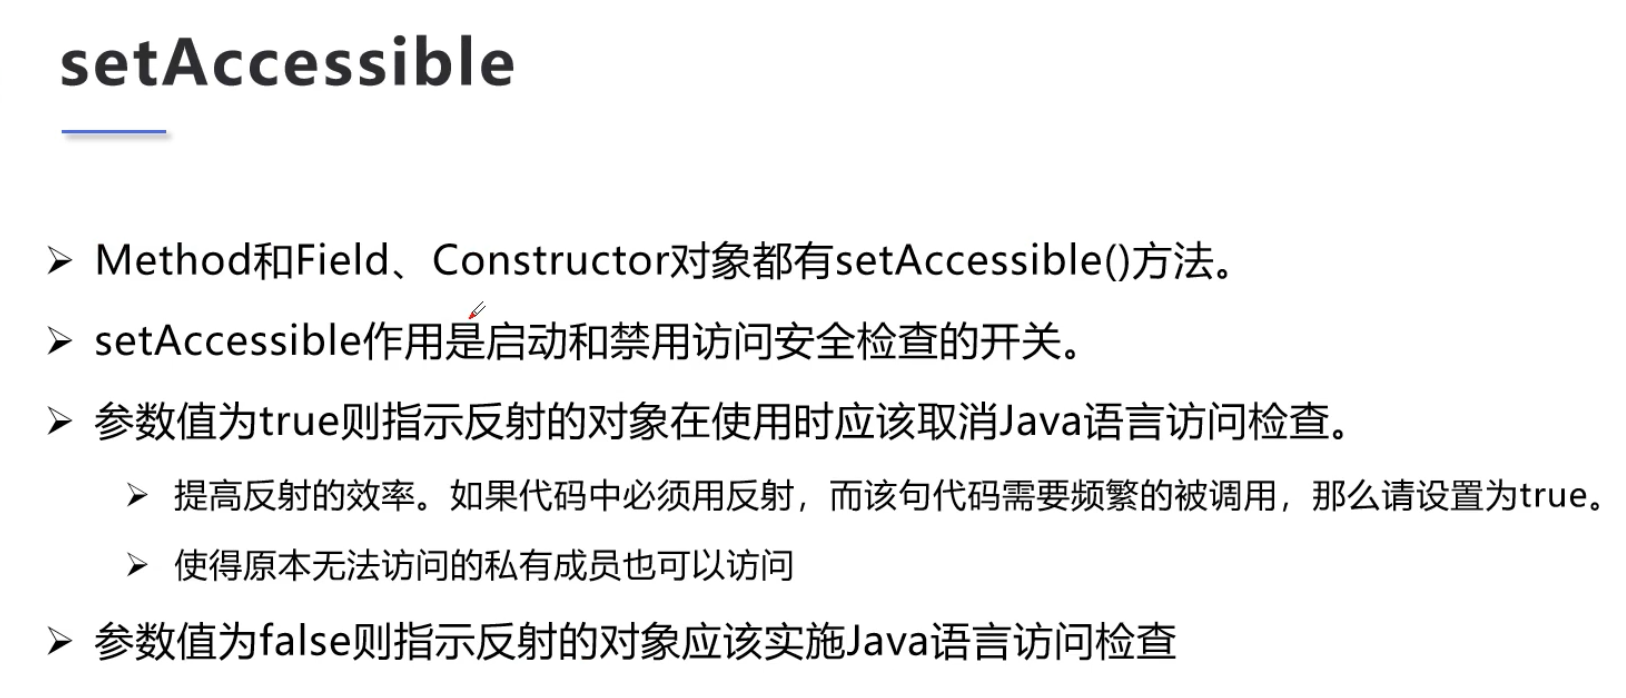 setAccessible
Method和Field、Constructor对象都有setAccessible()方法。
setAccessible作用是启动和禁用访问安全检查的开关。
参数值为true则指示反射的对象在使用时应该取消Java语言访问检查。
提高反射的效率。如果代码中必须用反射，而该句代码需要频繁的被调用，那么请设置为true。
使得原本无法访问的私有成员也可以访问
参数值为false则指示反射的对象应该实施Java语言访问检查